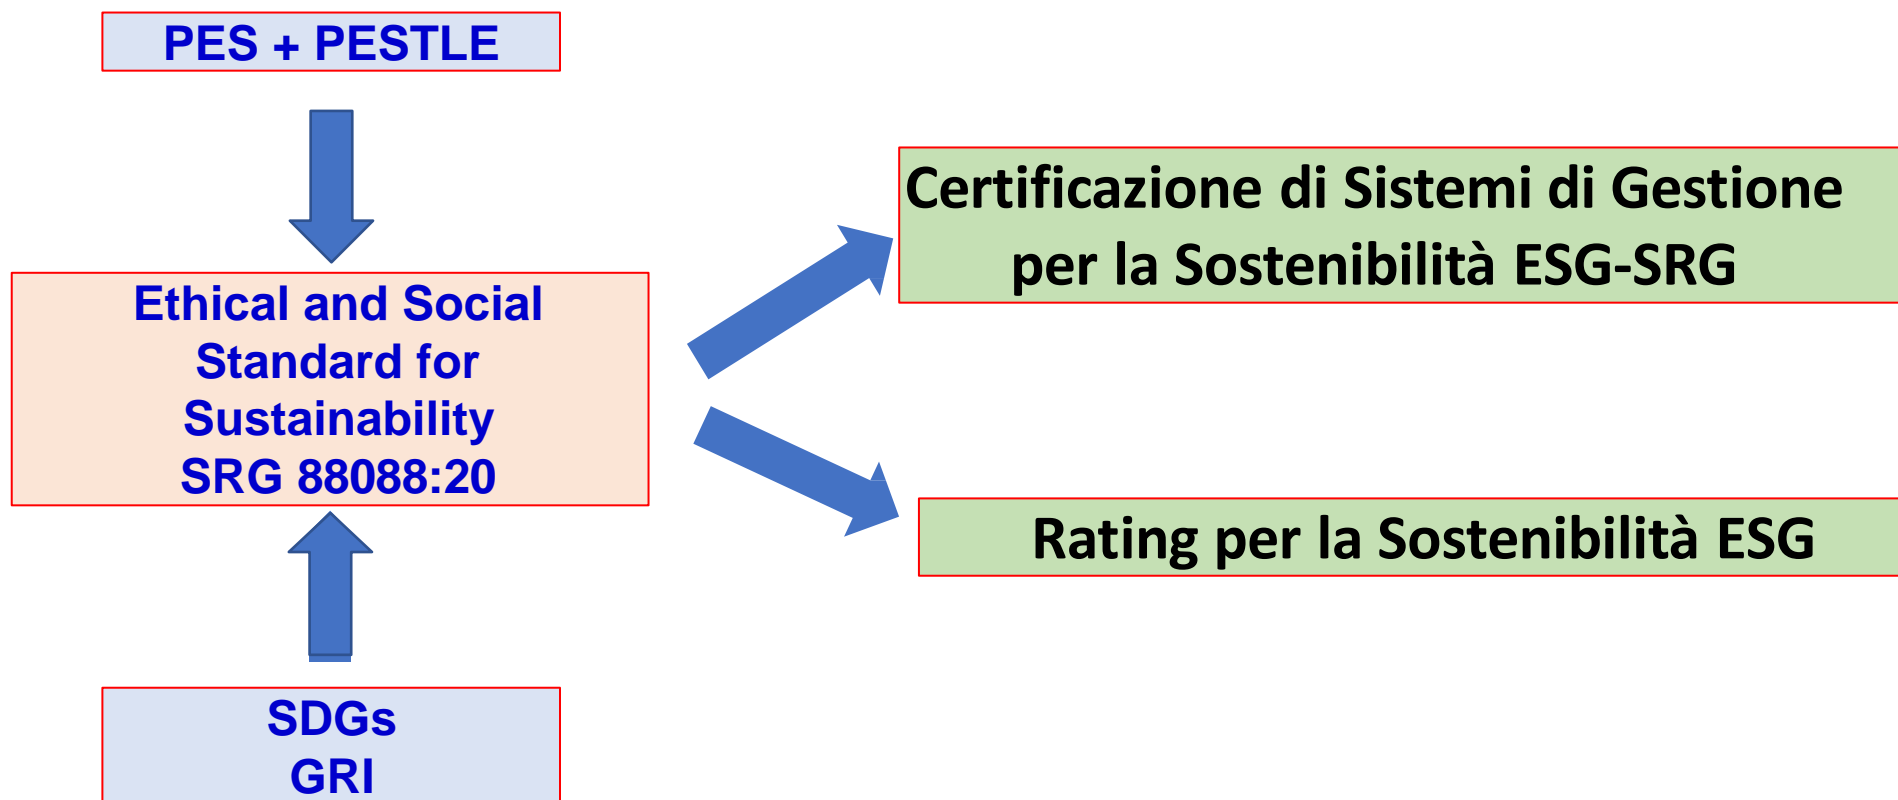 PES + PESTLE
Ethical and Social
Standard for
Sustainability
SRG 88088:20
SDGs
GRI
Certificazione di Sistemi di Gestione
per la Sostenibilità ESG-SRG
Rating per la Sostenibilità ESG